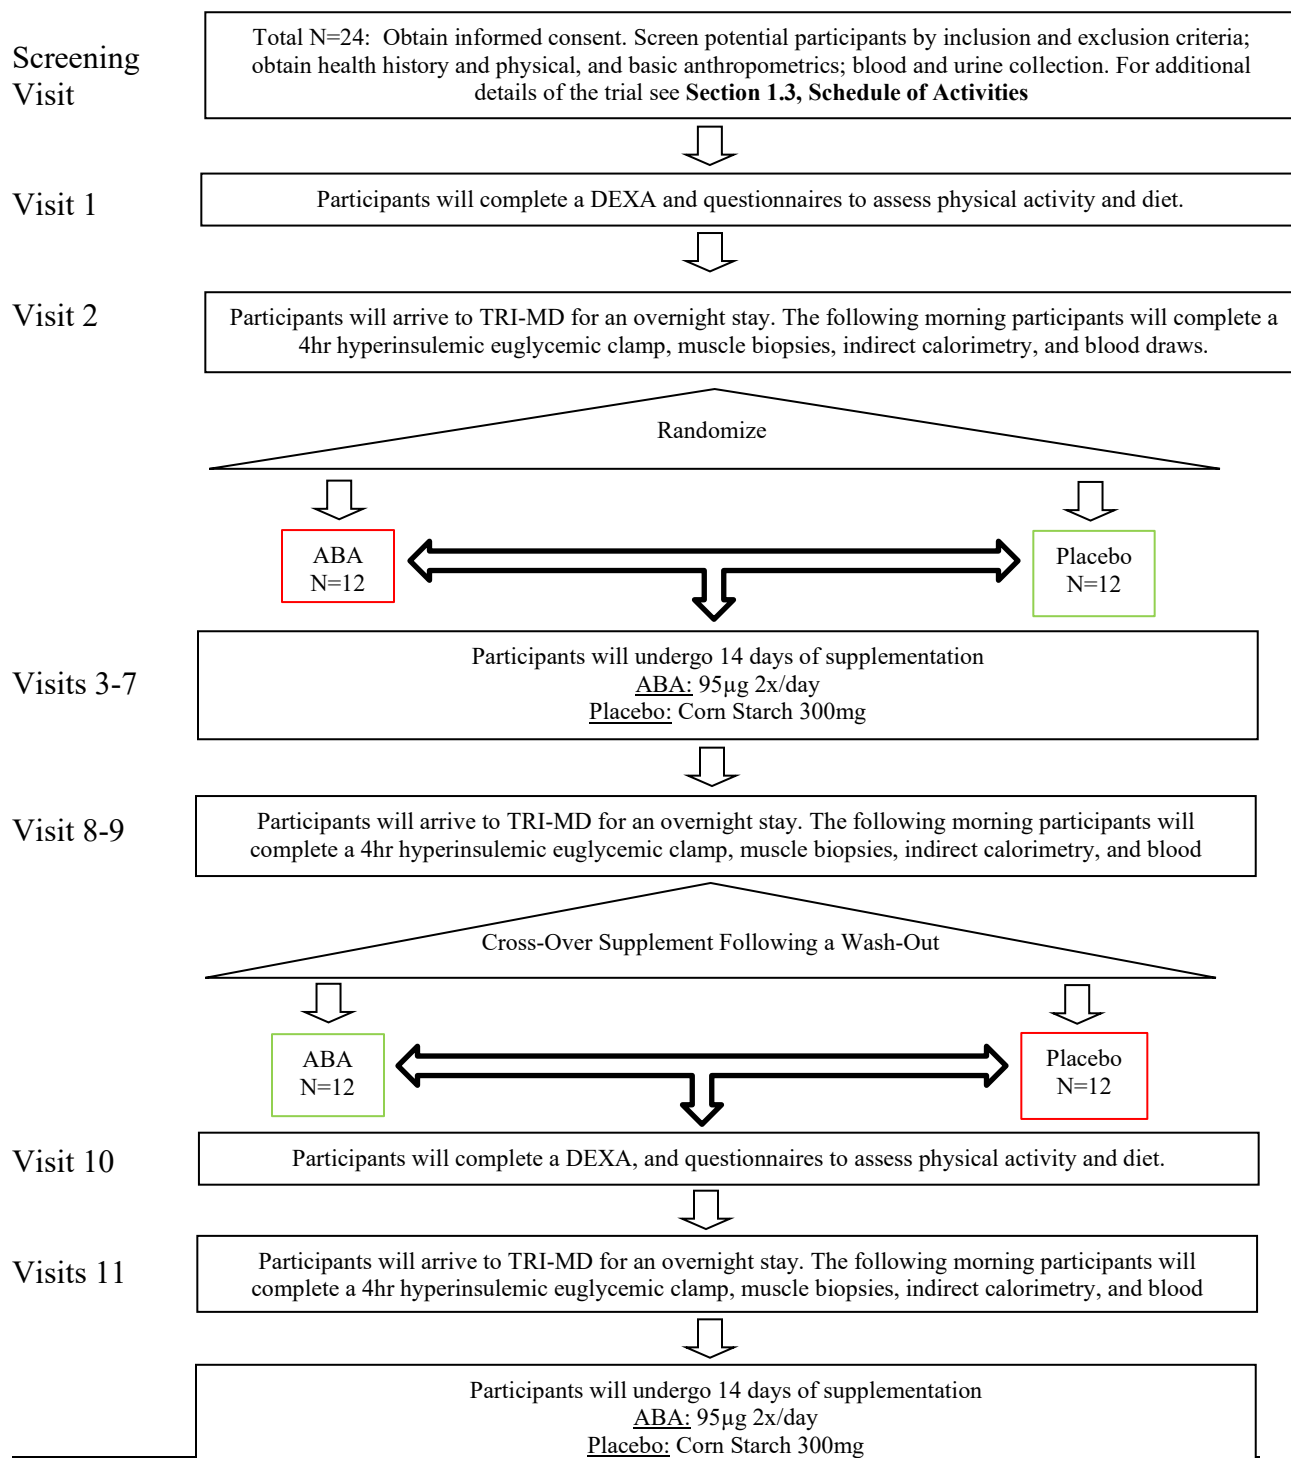 Screening
Visit
Total N=24:  Obtain informed consent. Screen potential participants by inclusion and exclusion criteria;
obtain health history and physical, and basic anthropometrics; blood and urine collection. For additional
details of the trial see Section 1.3, Schedule of Activities
Visit 1
Participants will complete a DEXA and questionnaires to assess physical activity and diet.
Visit 2
Participants will arrive to TRI-MD for an overnight stay. The following morning participants will complete a
4hr hyperinsulemic euglycemic clamp, muscle biopsies, indirect calorimetry, and blood draws.
Randomize
ABA
N=12
Placebo
N=12
Visits 3-7
Participants will undergo 14 days of supplementation
ABA: 95µg 2x/day
Placebo: Corn Starch 300mg
Visit 8-9
Participants will arrive to TRI-MD for an overnight stay. The following morning participants will
complete a 4hr hyperinsulemic euglycemic clamp, muscle biopsies, indirect calorimetry, and blood
Cross-Over Supplement Following a Wash-Out
ABA
N=12
Placebo
N=12
Visit 10
Participants will complete a DEXA, and questionnaires to assess physical activity and diet.
Visits 11
Participants will arrive to TRI-MD for an overnight stay. The following morning participants will
complete a 4hr hyperinsulemic euglycemic clamp, muscle biopsies, indirect calorimetry, and blood
Participants will undergo 14 days of supplementation
ABA: 95µg 2x/day
Placebo: Corn Starch 300mg